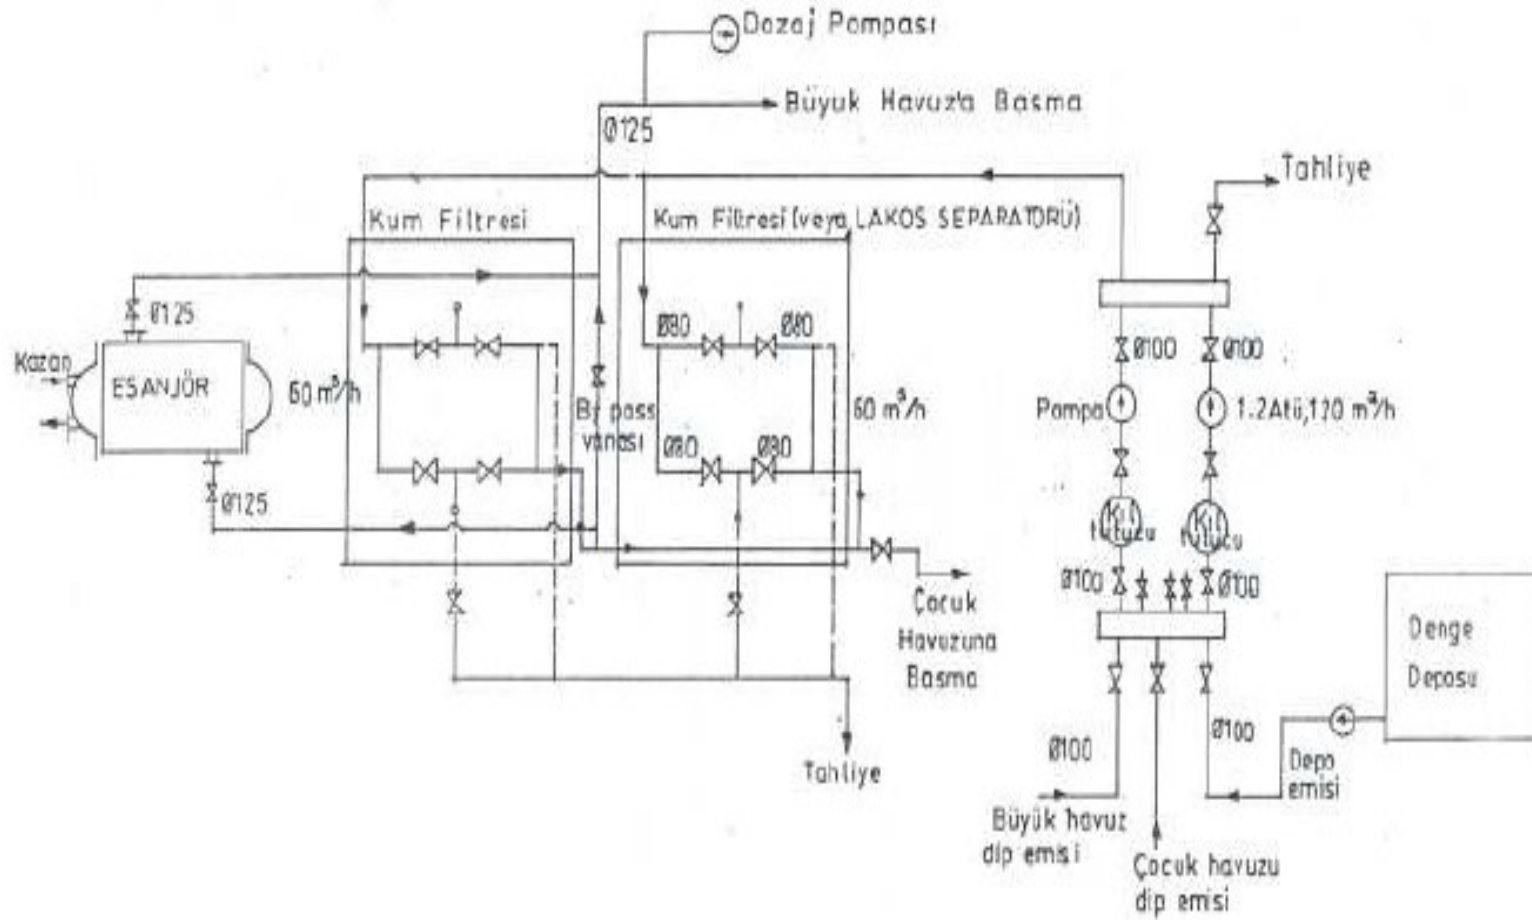 Dozaj Pompası
Büyük Havuz'a Basma
Ø125
Tahliye
Kum Filtresi
Kum Filtresi (veya LAKOS SEPARATÖRÜ)
Ø125
Kazan
EŞANJÖR
60 m³/h
Ø80
Ø80
By pass
vanası
Ø80
Ø80
60 m³/h
Ø100
Ø100
Pompa
1.2Atü,120 m³/h
Ø125
Kıl
tutucu
Kıl
tutucu
Ø100
Ø100
Çocuk
Havuzuna
Basma
Denge
Deposu
Tahliye
Ø100
Ø100
Depo
emisi
Büyük havuz
dip emisi
Çocuk havuzu
dip emisi